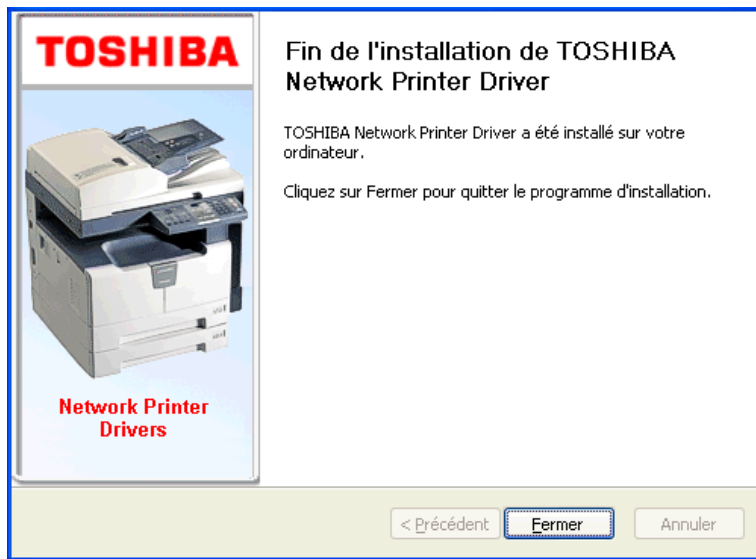 TOSHIBA
Network Printer
Drivers
Fin de l'installation de TOSHIBA
Network Printer Driver
TOSHIBA Network Printer Driver a été installé sur votre
ordinateur.
Cliquez sur Fermer pour quitter le programme d'installation.
< Précédent
Fermer
Annuler